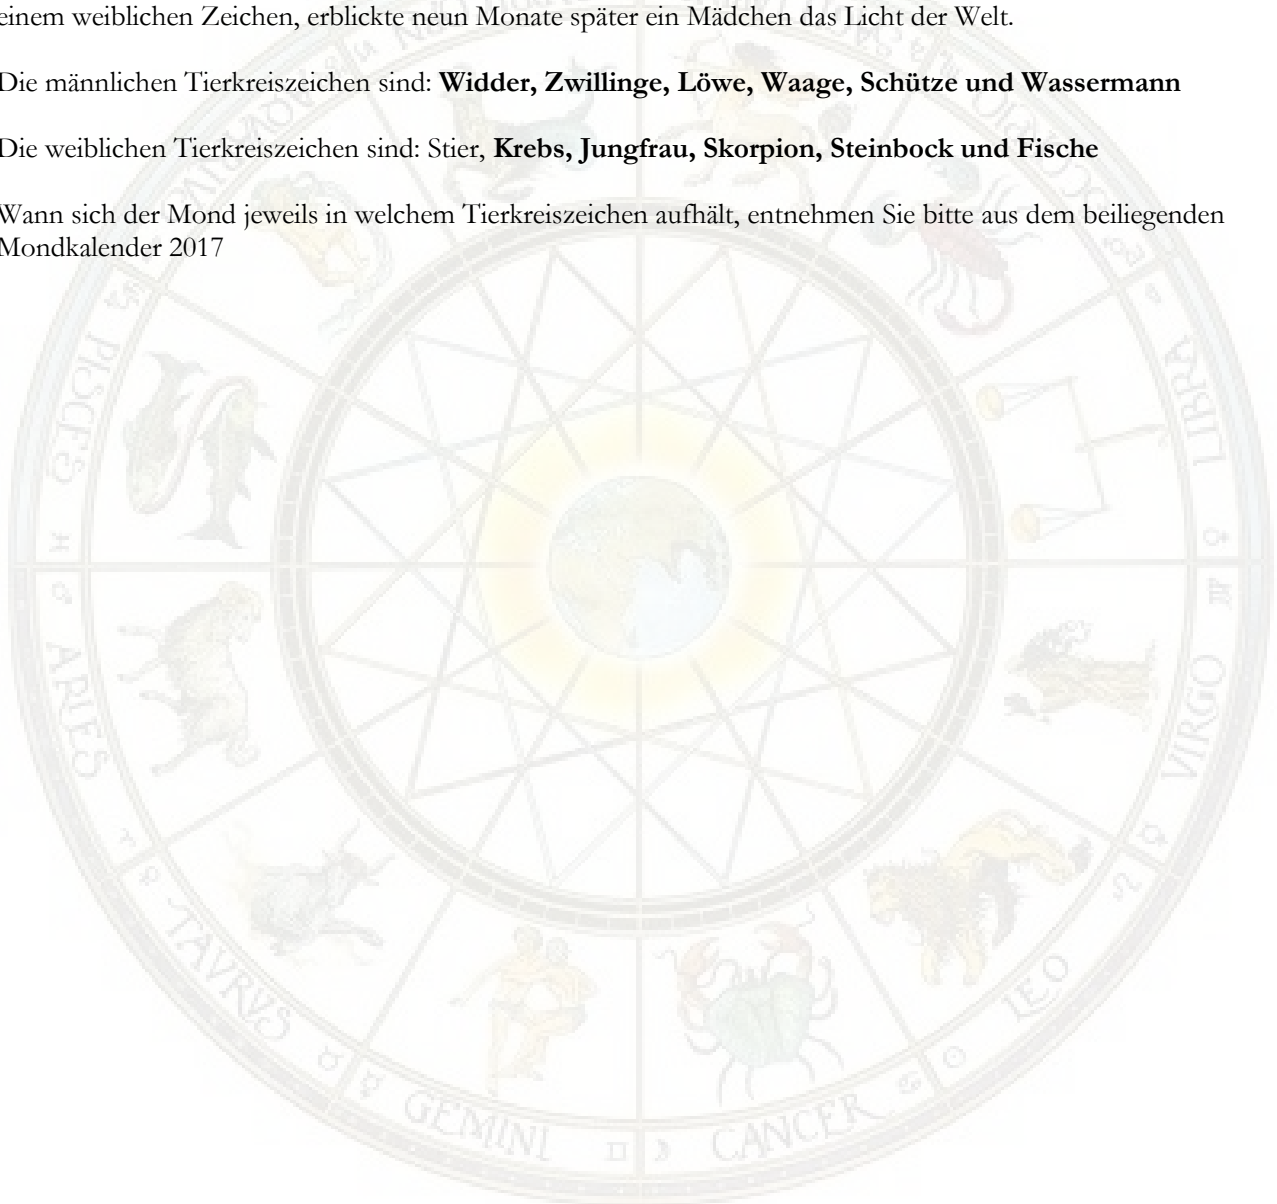 einem weiblichen Zeichen, erblickte neun Monate später ein Mädchen das Licht der Welt.
Die männlichen Tierkreiszeichen sind: Widder, Zwillinge, Löwe, Waage, Schütze und Wassermann
Die weiblichen Tierkreiszeichen sind: Stier, Krebs, Jungfrau, Skorpion, Steinbock und Fische
Wann sich der Mond jeweils in welchem Tierkreiszeichen aufhält, entnehmen Sie bitte aus dem beiliegenden
Mondkalender 2017
PISCES
LIBRA
ARIES
VIRGO
TAVRVS
LEO
GEMINI
CANCER